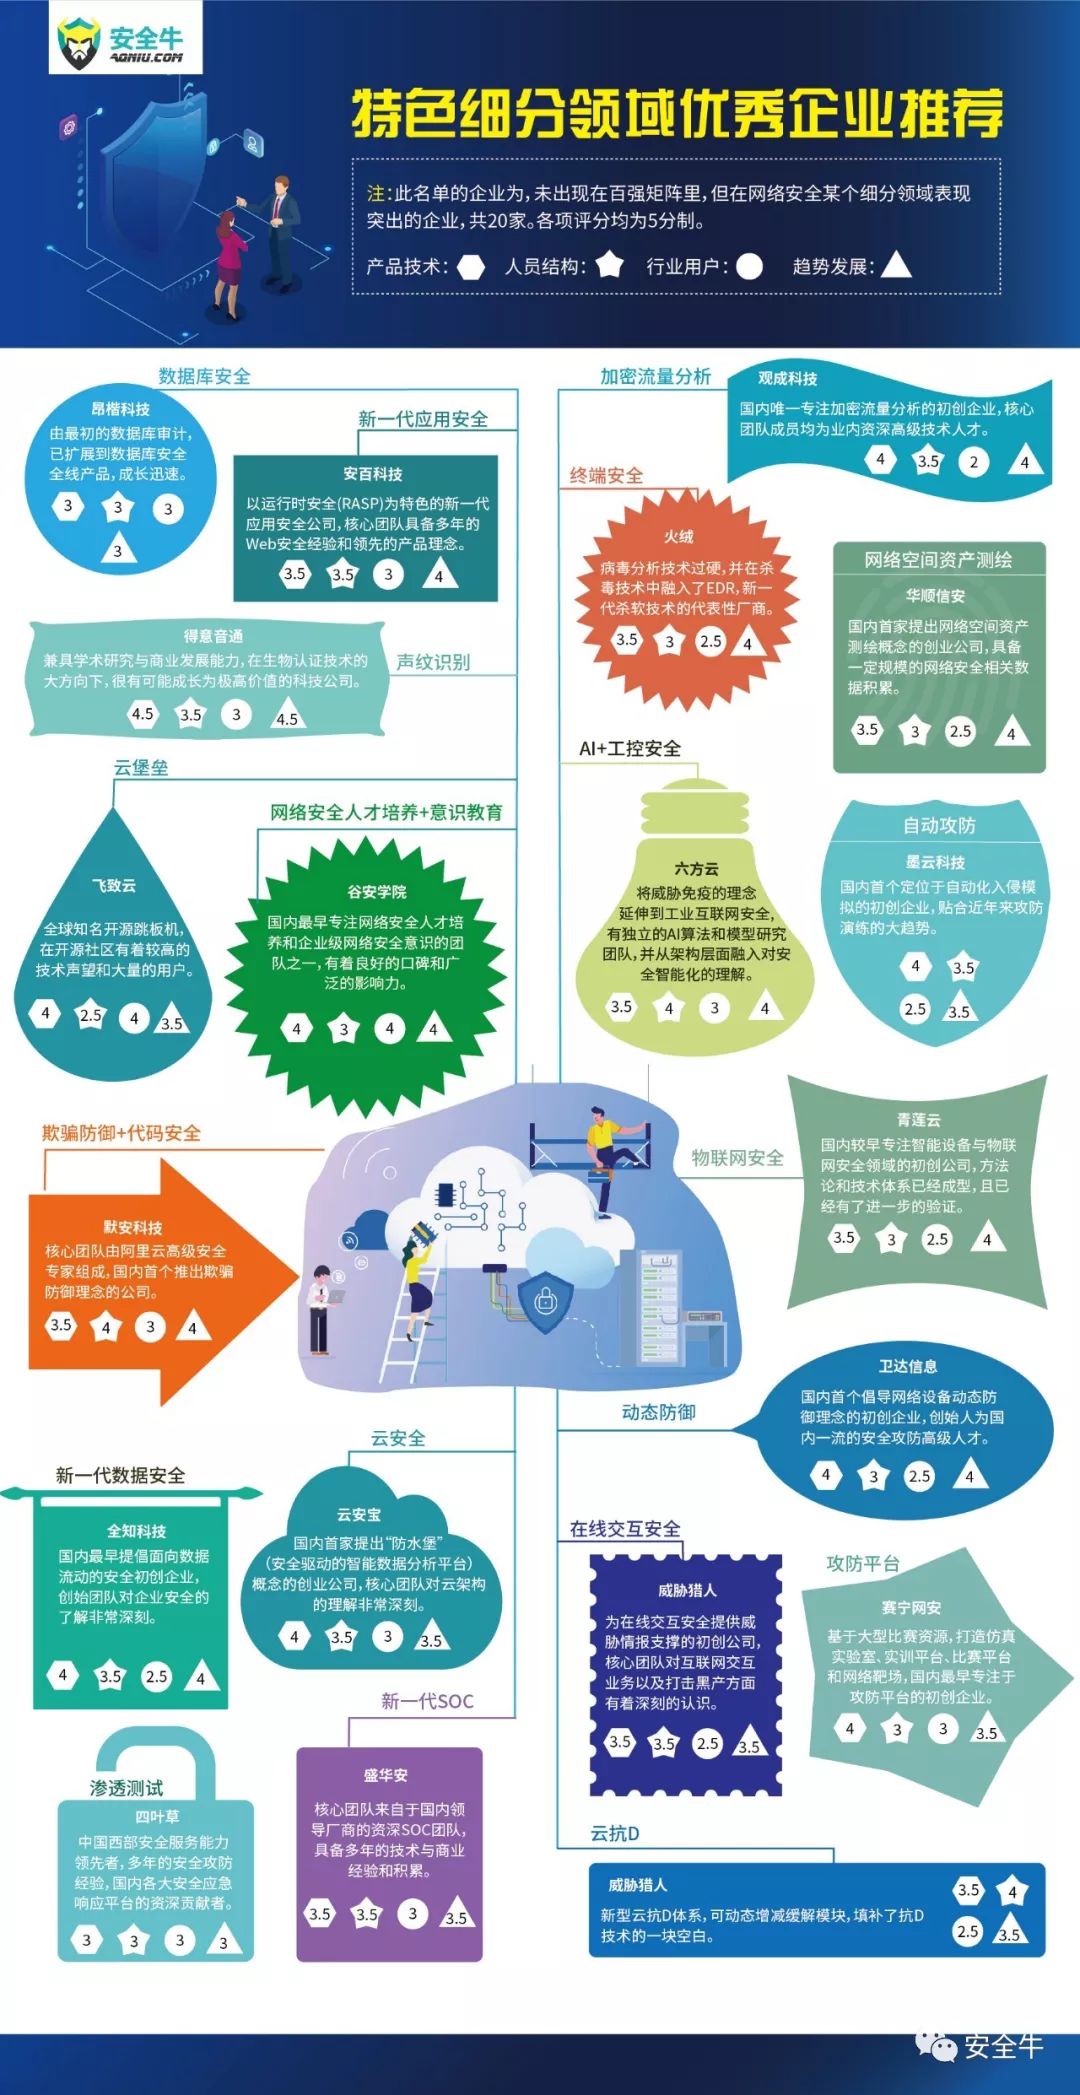 安全牛
AQNIU.COM
特色细分领域优秀企业推荐
注:此名单的企业为,未出现在百强矩阵里,但在网络安全某个细分领域表现
突出的企业,共20家。各项评分均为5分制。
产品技术: 人员结构: 行业用户: 趋势发展:
数据库安全
昂楷科技
由最初的数据库审计,
已扩展到数据库安全
全线产品,成长迅速。
3 3 3
3
新一代应用安全
安百科技
以运行时安全(RASP)为特色的新一代
应用安全公司,核心团队具备多年的
Web安全经验和领先的产品理念。
3.5 3.5 3 4
加密流量分析
观成科技
国内唯一专注加密流量分析的初创企业,核心
团队成员均为业内资深高级技术人才。
4 3.5 2 4
终端安全
火绒
病毒分析技术过硬,并在杀
毒技术中融入了EDR,新一
代杀软技术的代表性厂商。
3.5 3 2.5 4
网络空间资产测绘
华顺信安
国内首家提出网络空间资产
测绘概念的创业公司,具备
一定规模的网络安全相关数
据积累。
3.5 3 2.5 4
得意音通
兼具学术研究与商业发展能力,在生物认证技术的
大方向下,很有可能成长为极高价值的科技公司。
4.5 3.5 3 4.5
声纹识别
云堡垒
飞致云
全球知名开源跳板机,
在开源社区有着较高的
技术声望和大量的用户。
4 2.5 4 3.5
网络安全人才培养+意识教育
谷安学院
国内最早专注网络安全人才培
养和企业级网络安全意识的团
队之一,有着良好的口碑和广
泛的影响力。
4 3 4 4
AI+工控安全
六方云
将威胁免疫的理念
延伸到工业互联网安全,
有独立的AI算法和模型研究
团队,并从架构层面融入对安
全智能化的理解。
3.5 4 3 4
自动攻防
墨云科技
国内首个定位于自动化入侵模
拟的初创企业,贴合近年来攻防
演练的大趋势。
4 3.5
2.5 3.5
欺骗防御+代码安全
默安科技
核心团队由阿里云高级安全
专家组成,国内首个推出欺骗
防御理念的公司。
3.5 4 3 4
物联网安全
青莲云
国内较早专注智能设备与物联
网安全领域的初创公司,方法
论和技术体系已经成型,且已
经有了进一步的验证。
3.5 3 2.5 4
动态防御
卫达信息
国内首个倡导网络设备动态防
御理念的初创企业,创始人为国
内一流的安全攻防高级人才。
4 3 2.5 4
新一代数据安全
全知科技
国内最早提倡面向数据
流动的安全初创企业,
创始团队对企业安全的
了解非常深刻。
4 3.5 2.5 4
云安全
云安宝
国内首家提出“防水堡”
(安全驱动的智能数据分析平台)
概念的创业公司,核心团队对云架构
的理解非常深刻。
4 3.5 3 3.5
在线交互安全
威胁猎人
为在线交互安全提供威
胁情报支撑的初创公司,
核心团队对互联网交互
业务以及打击黑产方面
有着深刻的认识。
3.5 3.5 2.5 3.5
攻防平台
赛宁网安
基于大型比赛资源,打造仿真
实验室、实训平台、比赛平台
和网络靶场,国内最早专注于
攻防平台的初创企业。
4 3 3 3.5
渗透测试
四叶草
中国西部安全服务能力
领先者,多年的安全攻防
经验,国内各大安全应急
响应平台的资深贡献者。
3 3 3 3
新一代SOC
盛华安
核心团队来自于国内领
导厂商的资深SOC团队,
具备多年的技术与商业
经验和积累。
3.5 3.5 3 3.5
云抗D
威胁猎人
新型云抗D体系,可动态增减缓解模块,填补了抗D
技术的一块空白。
3.5 4
2.5 3.5
安全牛